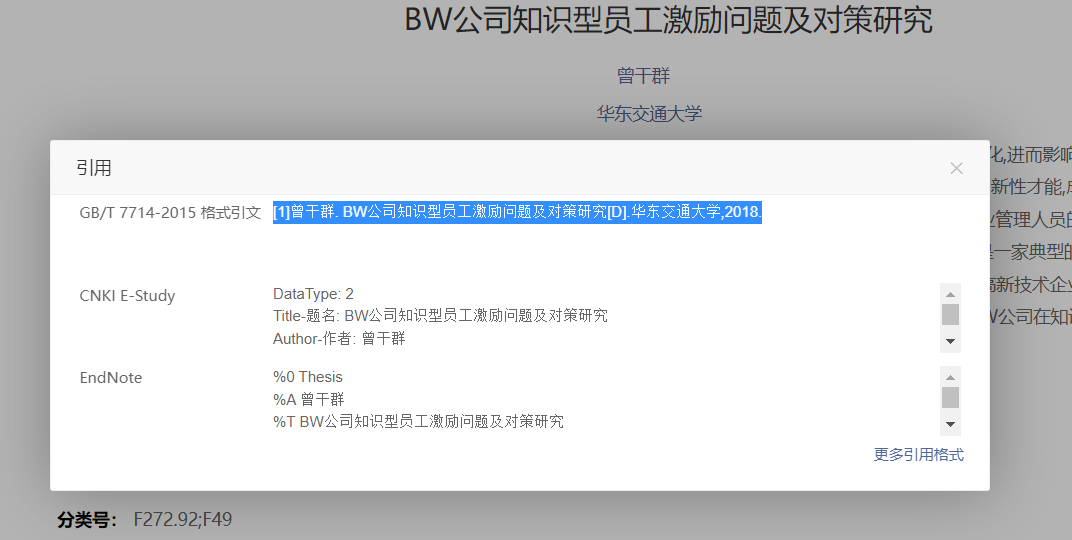 BW公司知识型员工激励问题及对策研究
曾干群
华东交通大学
引用
化,进而影响
GB/T 7714-2015 格式引文 [1]曾干群. BW公司知识型员工激励问题及对策研究[D].华东交通大学,2018.
新性才能,
业管理人员的
是一家典型的
CNKI E-Study DataType: 2
高新技术企业
Title-题名: BW公司知识型员工激励问题及对策研究
W公司在知识
Author-作者: 曾干群
EndNote %0 Thesis
%A 曾干群
%T BW公司知识型员工激励问题及对策研究
更多引用格式
分类号: F272.92;F49